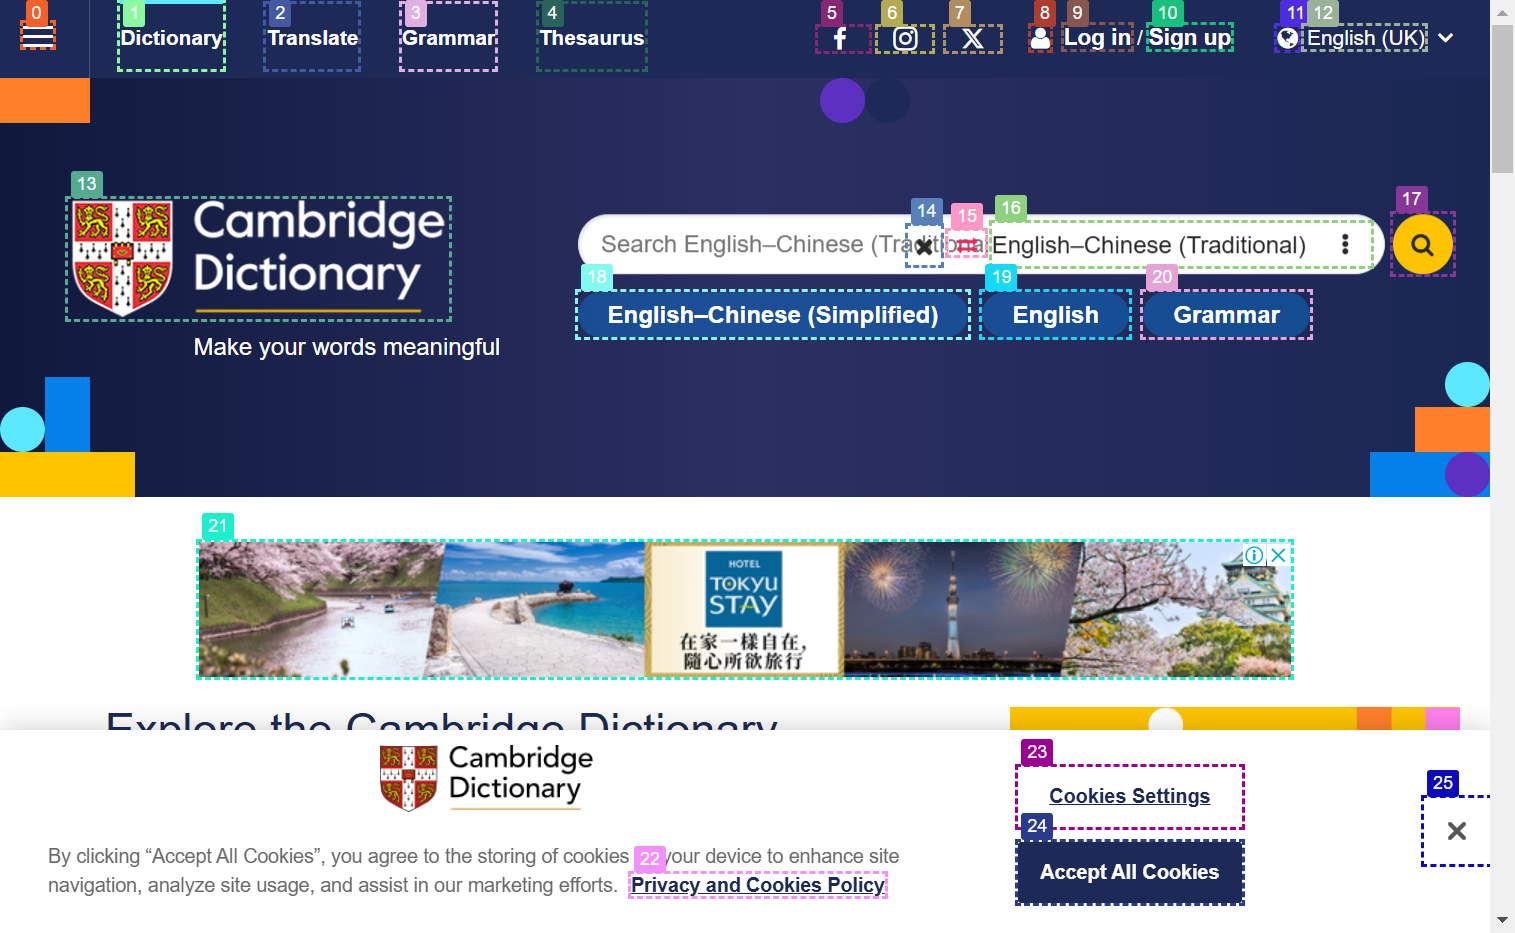 0 1 2 3 4 5 6 7 8 9 10 11 12
Dictionary Translate Grammar Thesaurus Log in / Sign up English (UK)
13 14 15 16 17
Cambridge
Dictionary
Make your words meaningful
Search English–Chinese (Traditional English–Chinese (Traditional)
18 19 20
English–Chinese (Simplified) English Grammar
21
HOTEL
TOKYU
STAY
在家一樣自在,
隨心所欲旅行
Explore the Cambridge Dictionary
Cambridge
Dictionary
By clicking “Accept All Cookies”, you agree to the storing of cookies 22 your device to enhance site
navigation, analyze site usage, and assist in our marketing efforts. Privacy and Cookies Policy
23
Cookies Settings
24
Accept All Cookies
25